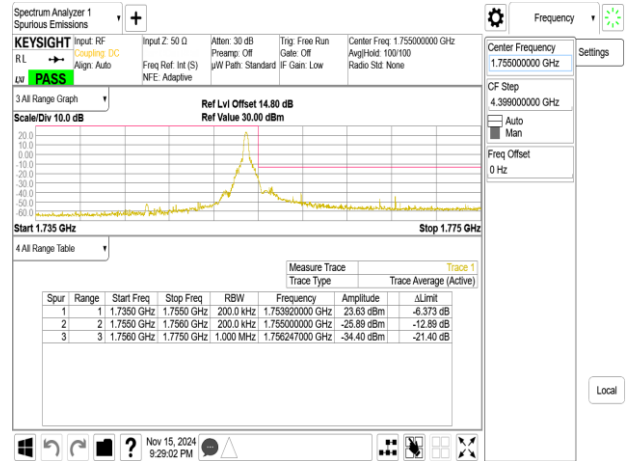 Spectrum Analyzer 1
Spurious Emissions
Frequency
KEYSIGHT
RL
LXI PASS
Input: RF
Coupling: DC
Align: Auto
Input Z: 50 Ω
Freq Ref: Int (S)
NFE: Adaptive
Atten: 30 dB
Preamp: Off
µW Path: Standard
Trig: Free Run
Gate: Off
IF Gain: Low
Center Freq: 1.755000000 GHz
Avg|Hold: 100/100
Radio Std: None
Center Frequency
1.755000000 GHz
Settings
CF Step
4.399000000 GHz
Auto
Man
Freq Offset
0 Hz
3 All Range Graph
Scale/Div 10.0 dB
Ref Lvl Offset 14.80 dB
Ref Value 30.00 dBm
20.0
10.0
0.00
-10.0
-20.0
-30.0
-40.0
-50.0
-60.0
Start 1.735 GHz Stop 1.775 GHz
4 All Range Table
Measure Trace Trace 1
Trace Type Trace Average (Active)
Spur Range Start Freq Stop Freq RBW Frequency Amplitude ΔLimit
1 1 1.7350 GHz 1.7550 GHz 200.0 kHz 1.753920000 GHz 23.63 dBm -6.373 dB
2 2 1.7550 GHz 1.7560 GHz 200.0 kHz 1.755000000 GHz -25.89 dBm -12.89 dB
3 3 1.7560 GHz 1.7750 GHz 1.000 MHz 1.756247000 GHz -34.40 dBm -21.40 dB
Local
?
Nov 15, 2024
9:29:02 PM